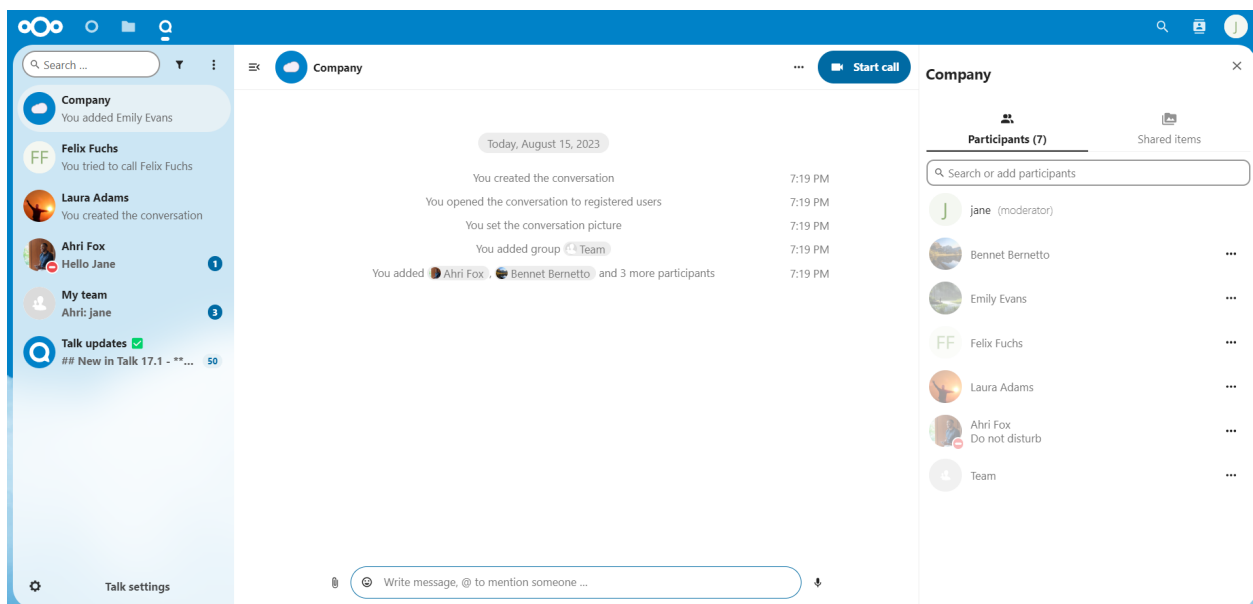 J
Search ...
Company
You added Emily Evans
FF
Felix Fuchs
You tried to call Felix Fuchs
Laura Adams
You created the conversation
Ahri Fox
Hello Jane
1
My team
Ahri: jane
3
Talk updates ✅
## New in Talk 17.1 - **...
50
Talk settings
Company
Start call
Today, August 15, 2023
You created the conversation 7:19 PM
You opened the conversation to registered users 7:19 PM
You set the conversation picture 7:19 PM
You added group Team 7:19 PM
You added Ahri Fox , Bennet Bernetto and 3 more participants 7:19 PM
Write message, @ to mention someone ...
Company
Participants (7)
Shared items
Search or add participants
J
jane (moderator)
Bennet Bernetto
Emily Evans
FF
Felix Fuchs
Laura Adams
Ahri Fox
Do not disturb
Team